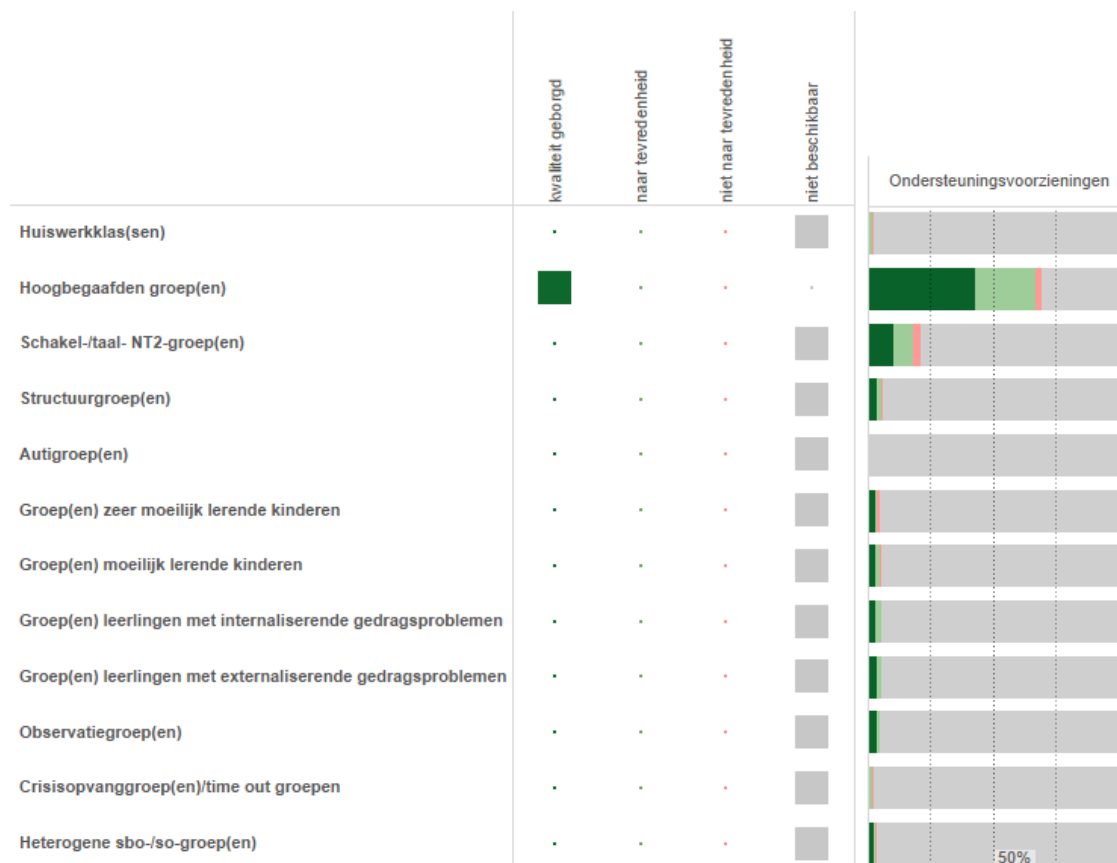 kwaliteit geborgd
naar tevredenheid
niet naar tevredenheid
niet beschikbaar
Ondersteuningsvoorzieningen
Huiswerkklas(sen)
Hoogbegaafden groep(en)
Schakel-/taal- NT2-groep(en)
Structuurgroep(en)
Autigroep(en)
Groep(en) zeer moeilijk lerende kinderen
Groep(en) moeilijk lerende kinderen
Groep(en) leerlingen met internaliserende gedragsproblemen
Groep(en) leerlingen met externaliserende gedragsproblemen
Observatiegroep(en)
Crisisopvanggroep(en)/time out groepen
Heterogene sbo-/so-groep(en)
50%